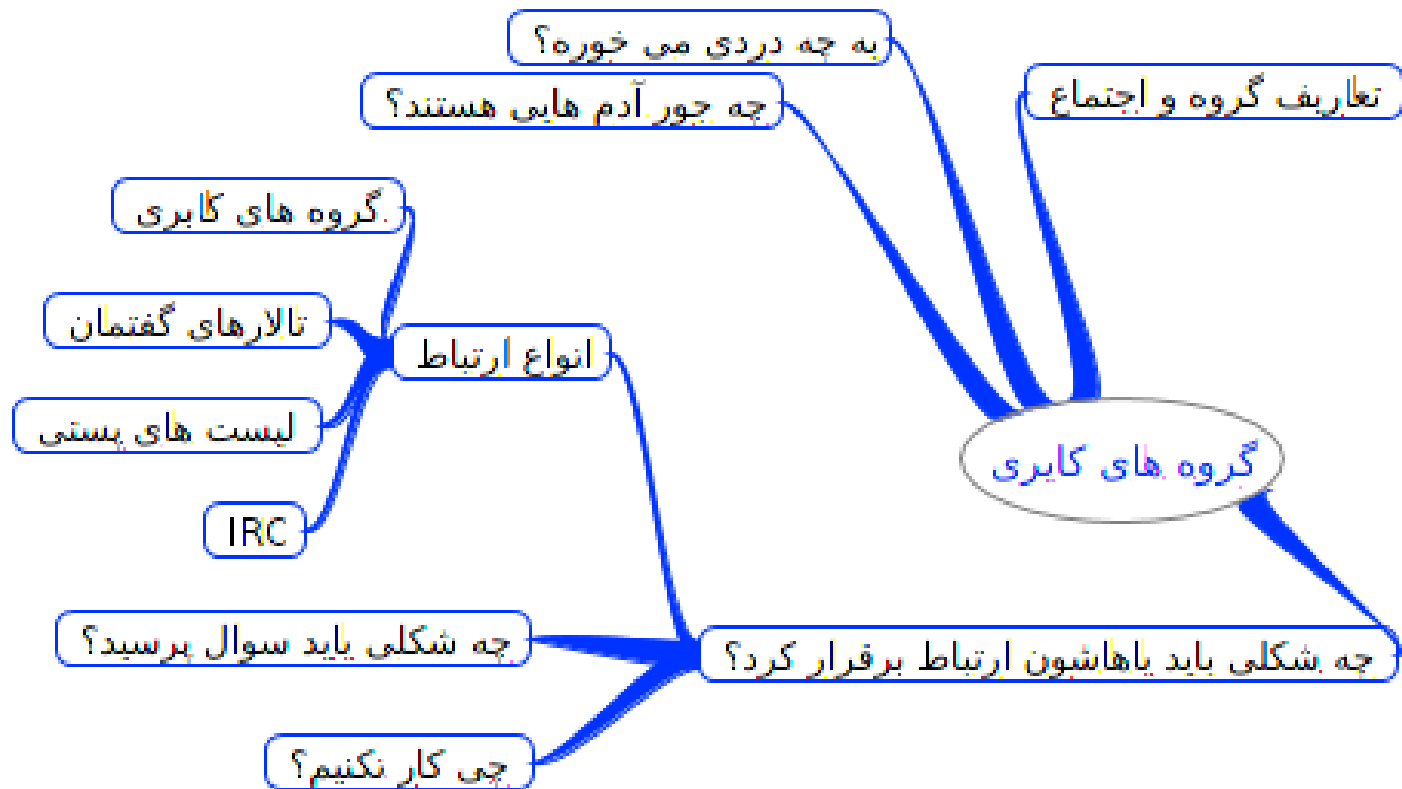 به چه دردی می خوره؟
تعاریف گروه و اجتماع
چه جور آدم هایی هستند؟
گروه های کابری
تالارهای گفتمان
انواع ارتباط
لیست های پستی
گروه های کابری
IRC
چه شکلی باید سوال پرسید؟
چه شکلی باید باهاشون ارتباط برقرار کرد؟
چی کار نکنیم؟